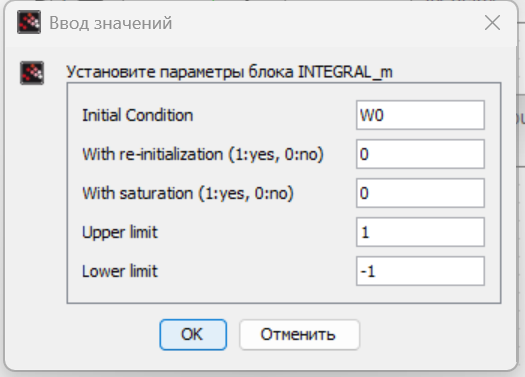 Ввод значений
Установите параметры блока INTEGRAL_m
Initial Condition W0
With re-initialization (1:yes, 0:no) 0
With saturation (1:yes, 0:no) 0
Upper limit 1
Lower limit -1
OK Отменить